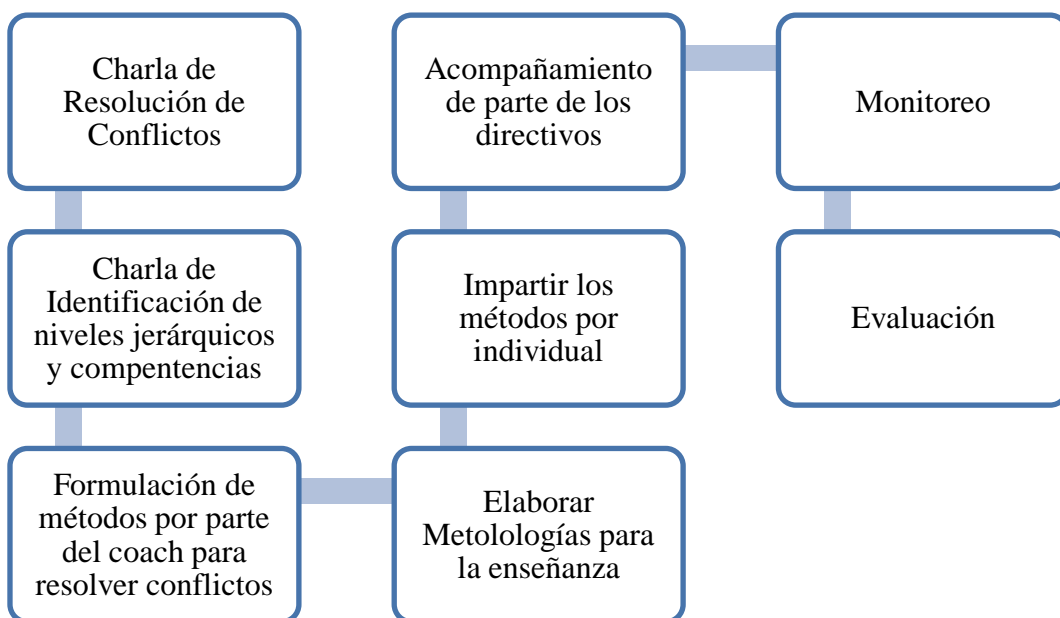 Charla de
Resolución de
Conflictos
Charla de
Identificación de
niveles jerárquicos
y compentencias
Formulación de
métodos por parte
del coach para
resolver conflictos
Elaborar
Metolologías para
la enseñanza
Impartir los
métodos por
individual
Acompañamiento
de parte de los
directivos
Monitoreo
Evaluación